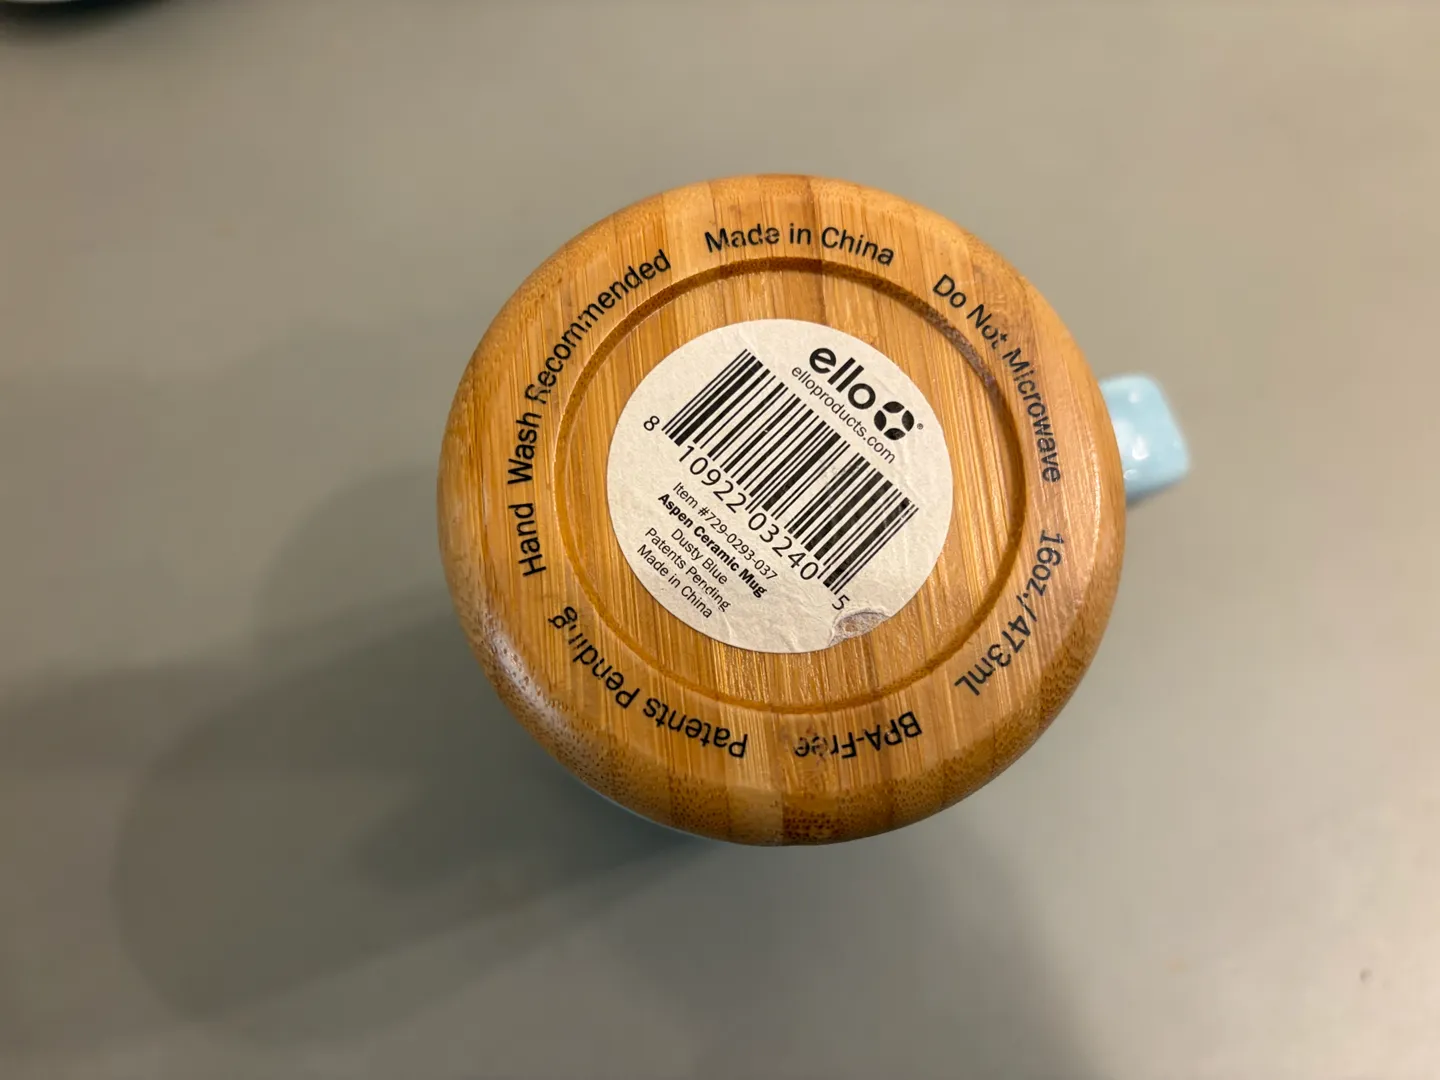 Made in China
Do Not Microwave
16oz./473mL
BPA-Free
Patents Pending
Hand Wash Recommended
ello®
elloproducts.com
8 10922 03240 5
Item #729-0293-037
Aspen Ceramic Mug
Dusty Blue
Patents Pending
Made in China